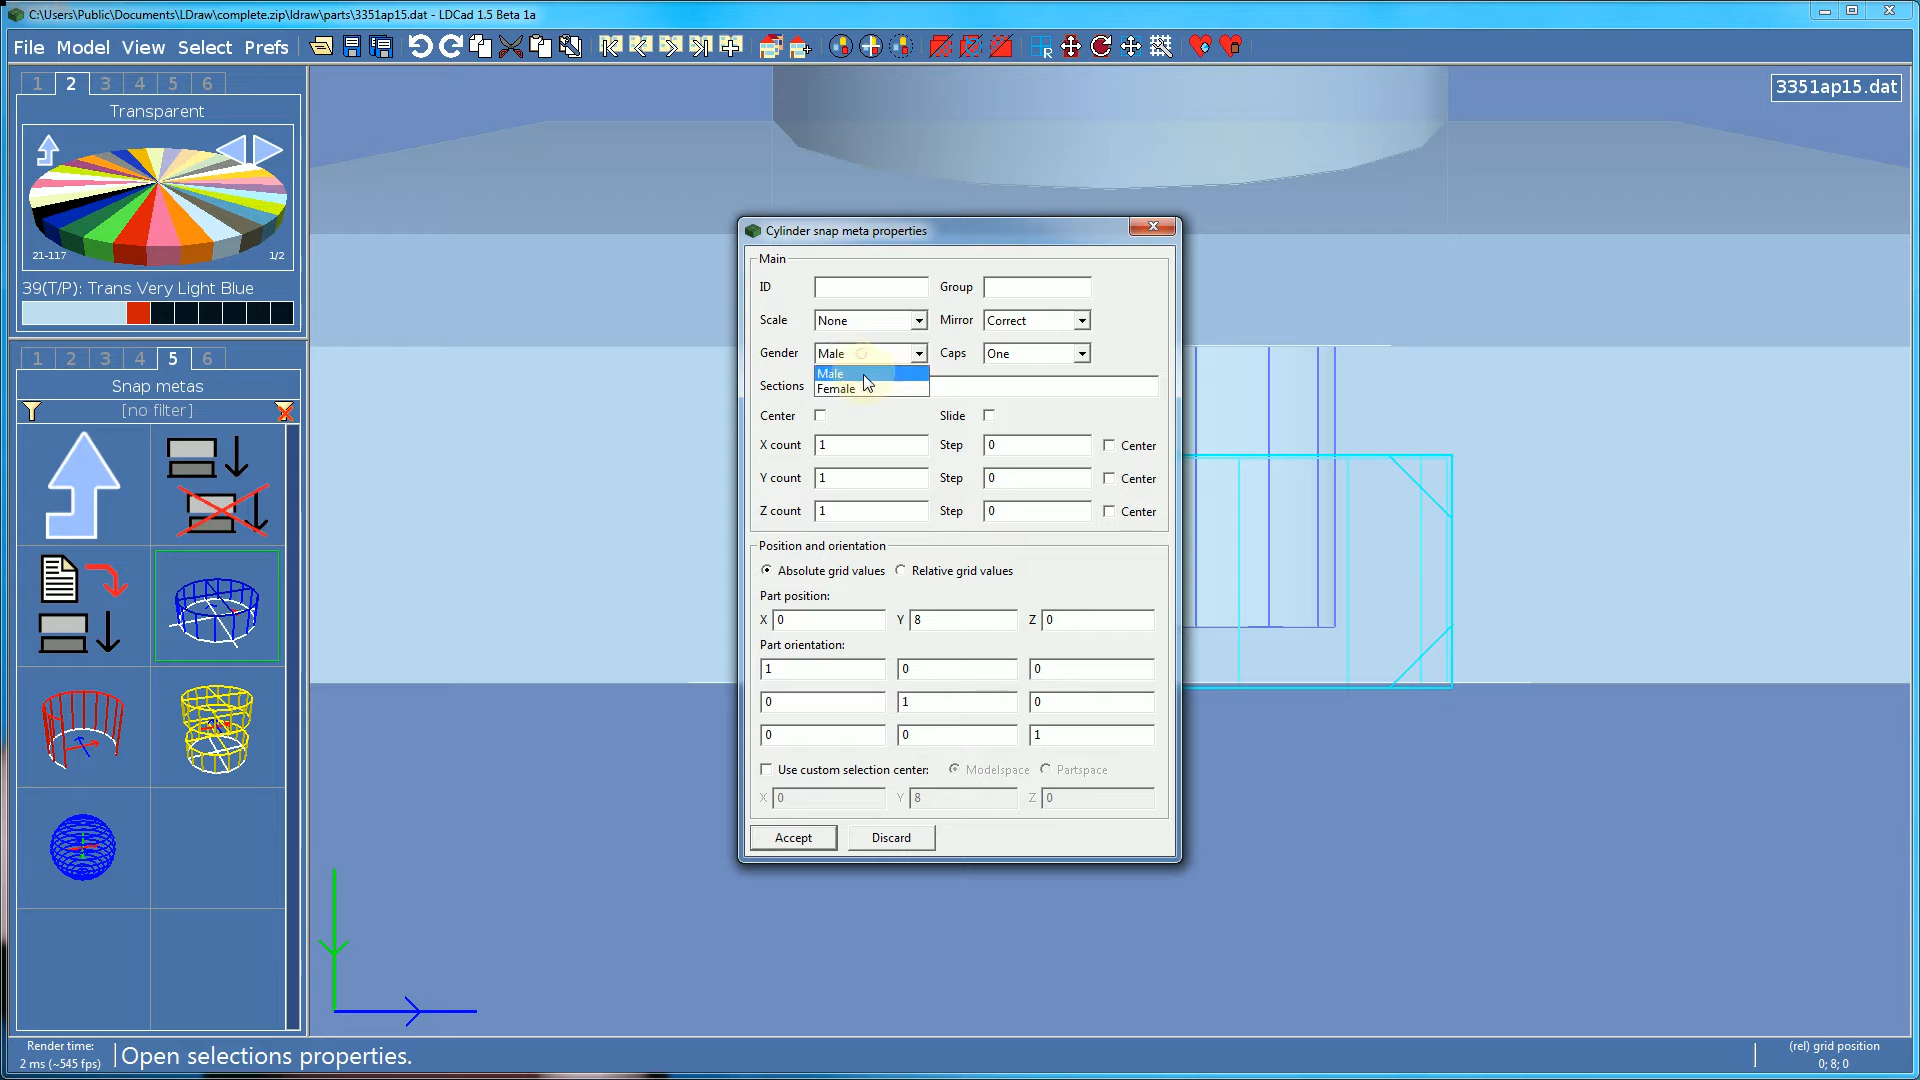 C:\Users\Public\Documents\LDraw\complete.zip\ldraw\parts\3351ap15.dat - LDCad 1.5 Beta 1a
File Model View Select Prefs
R
1 2 3 4 5 6
Transparent
21-117 1/2
39(T/P): Trans Very Light Blue
1 2 3 4 5 6
Snap metas
[no filter]
3351ap15.dat
Cylinder snap meta properties
Main
ID Group
Scale None Mirror Correct
Gender Male Caps One
Male
Female
Sections
Center Slide
X count 1 Step 0 Center
Y count 1 Step 0 Center
Z count 1 Step 0 Center
Position and orientation
Absolute grid values Relative grid values
Part position:
X 0 Y 8 Z 0
Part orientation:
1 0 0
0 1 0
0 0 1
Use custom selection center: Modelspace Partspace
X 0 Y 8 Z 0
Accept Discard
Render time:
2 ms (~545 fps)
Open selections properties.
(rel) grid position
0; 8; 0